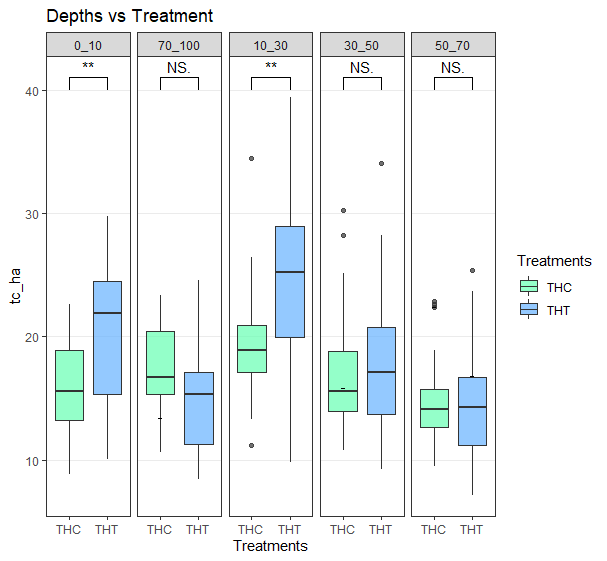 Depths vs Treatment
0_10 70_100 10_30 30_50 50_70
** NS. ** NS. NS.
40
30
20
10
tc_ha
THC THT THC THT THC THT THC THT THC THT
Treatments
Treatments
THC
THT